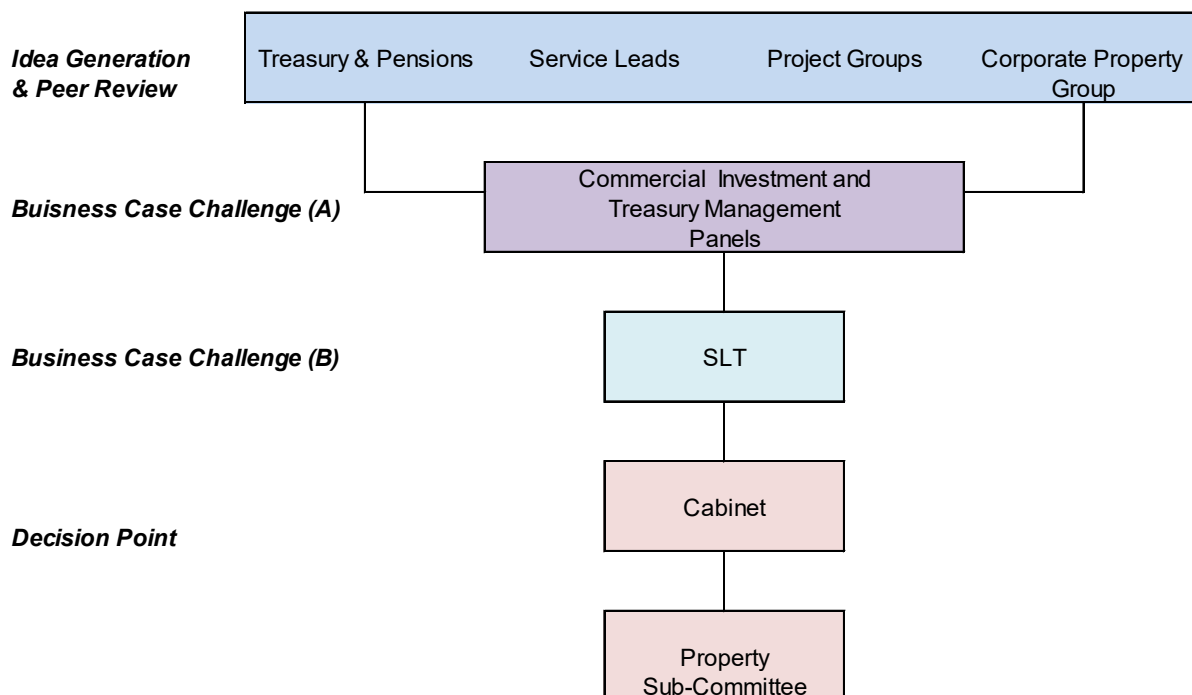 Idea Generation
& Peer Review
Treasury & Pensions
Service Leads
Project Groups
Corporate Property
Group
Buisness Case Challenge (A)
Commercial Investment and
Treasury Management
Panels
Business Case Challenge (B)
SLT
Cabinet
Decision Point
Property
Sub-Committee